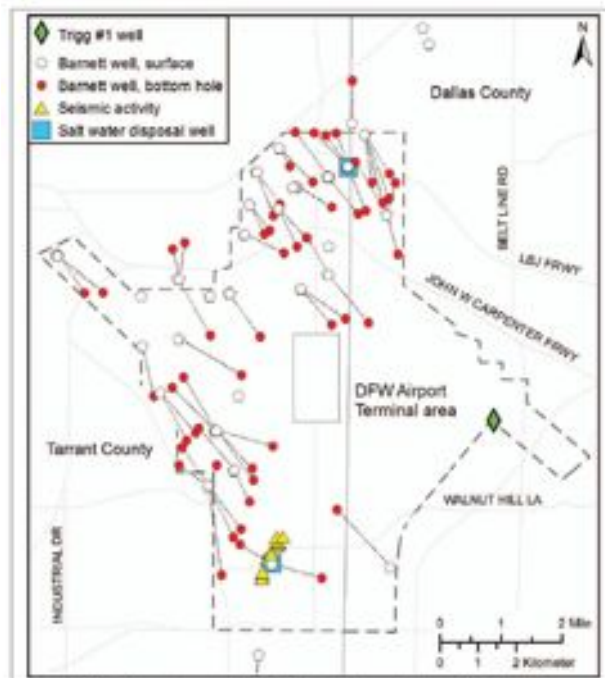 Trigg #1 well
Barnett well, surface
Barnett well, bottom hole
Seismic activity
Salt water disposal well
N
Dallas County
BELT LINE RD
LBJ FRWY
JOHN W CARPENTER FRWY
DFW Airport
Terminal area
Tarrant County
WALNUT HILL LA
INDUSTRIAL DR
0 1 2 Mile
0 1 2 Kilometer